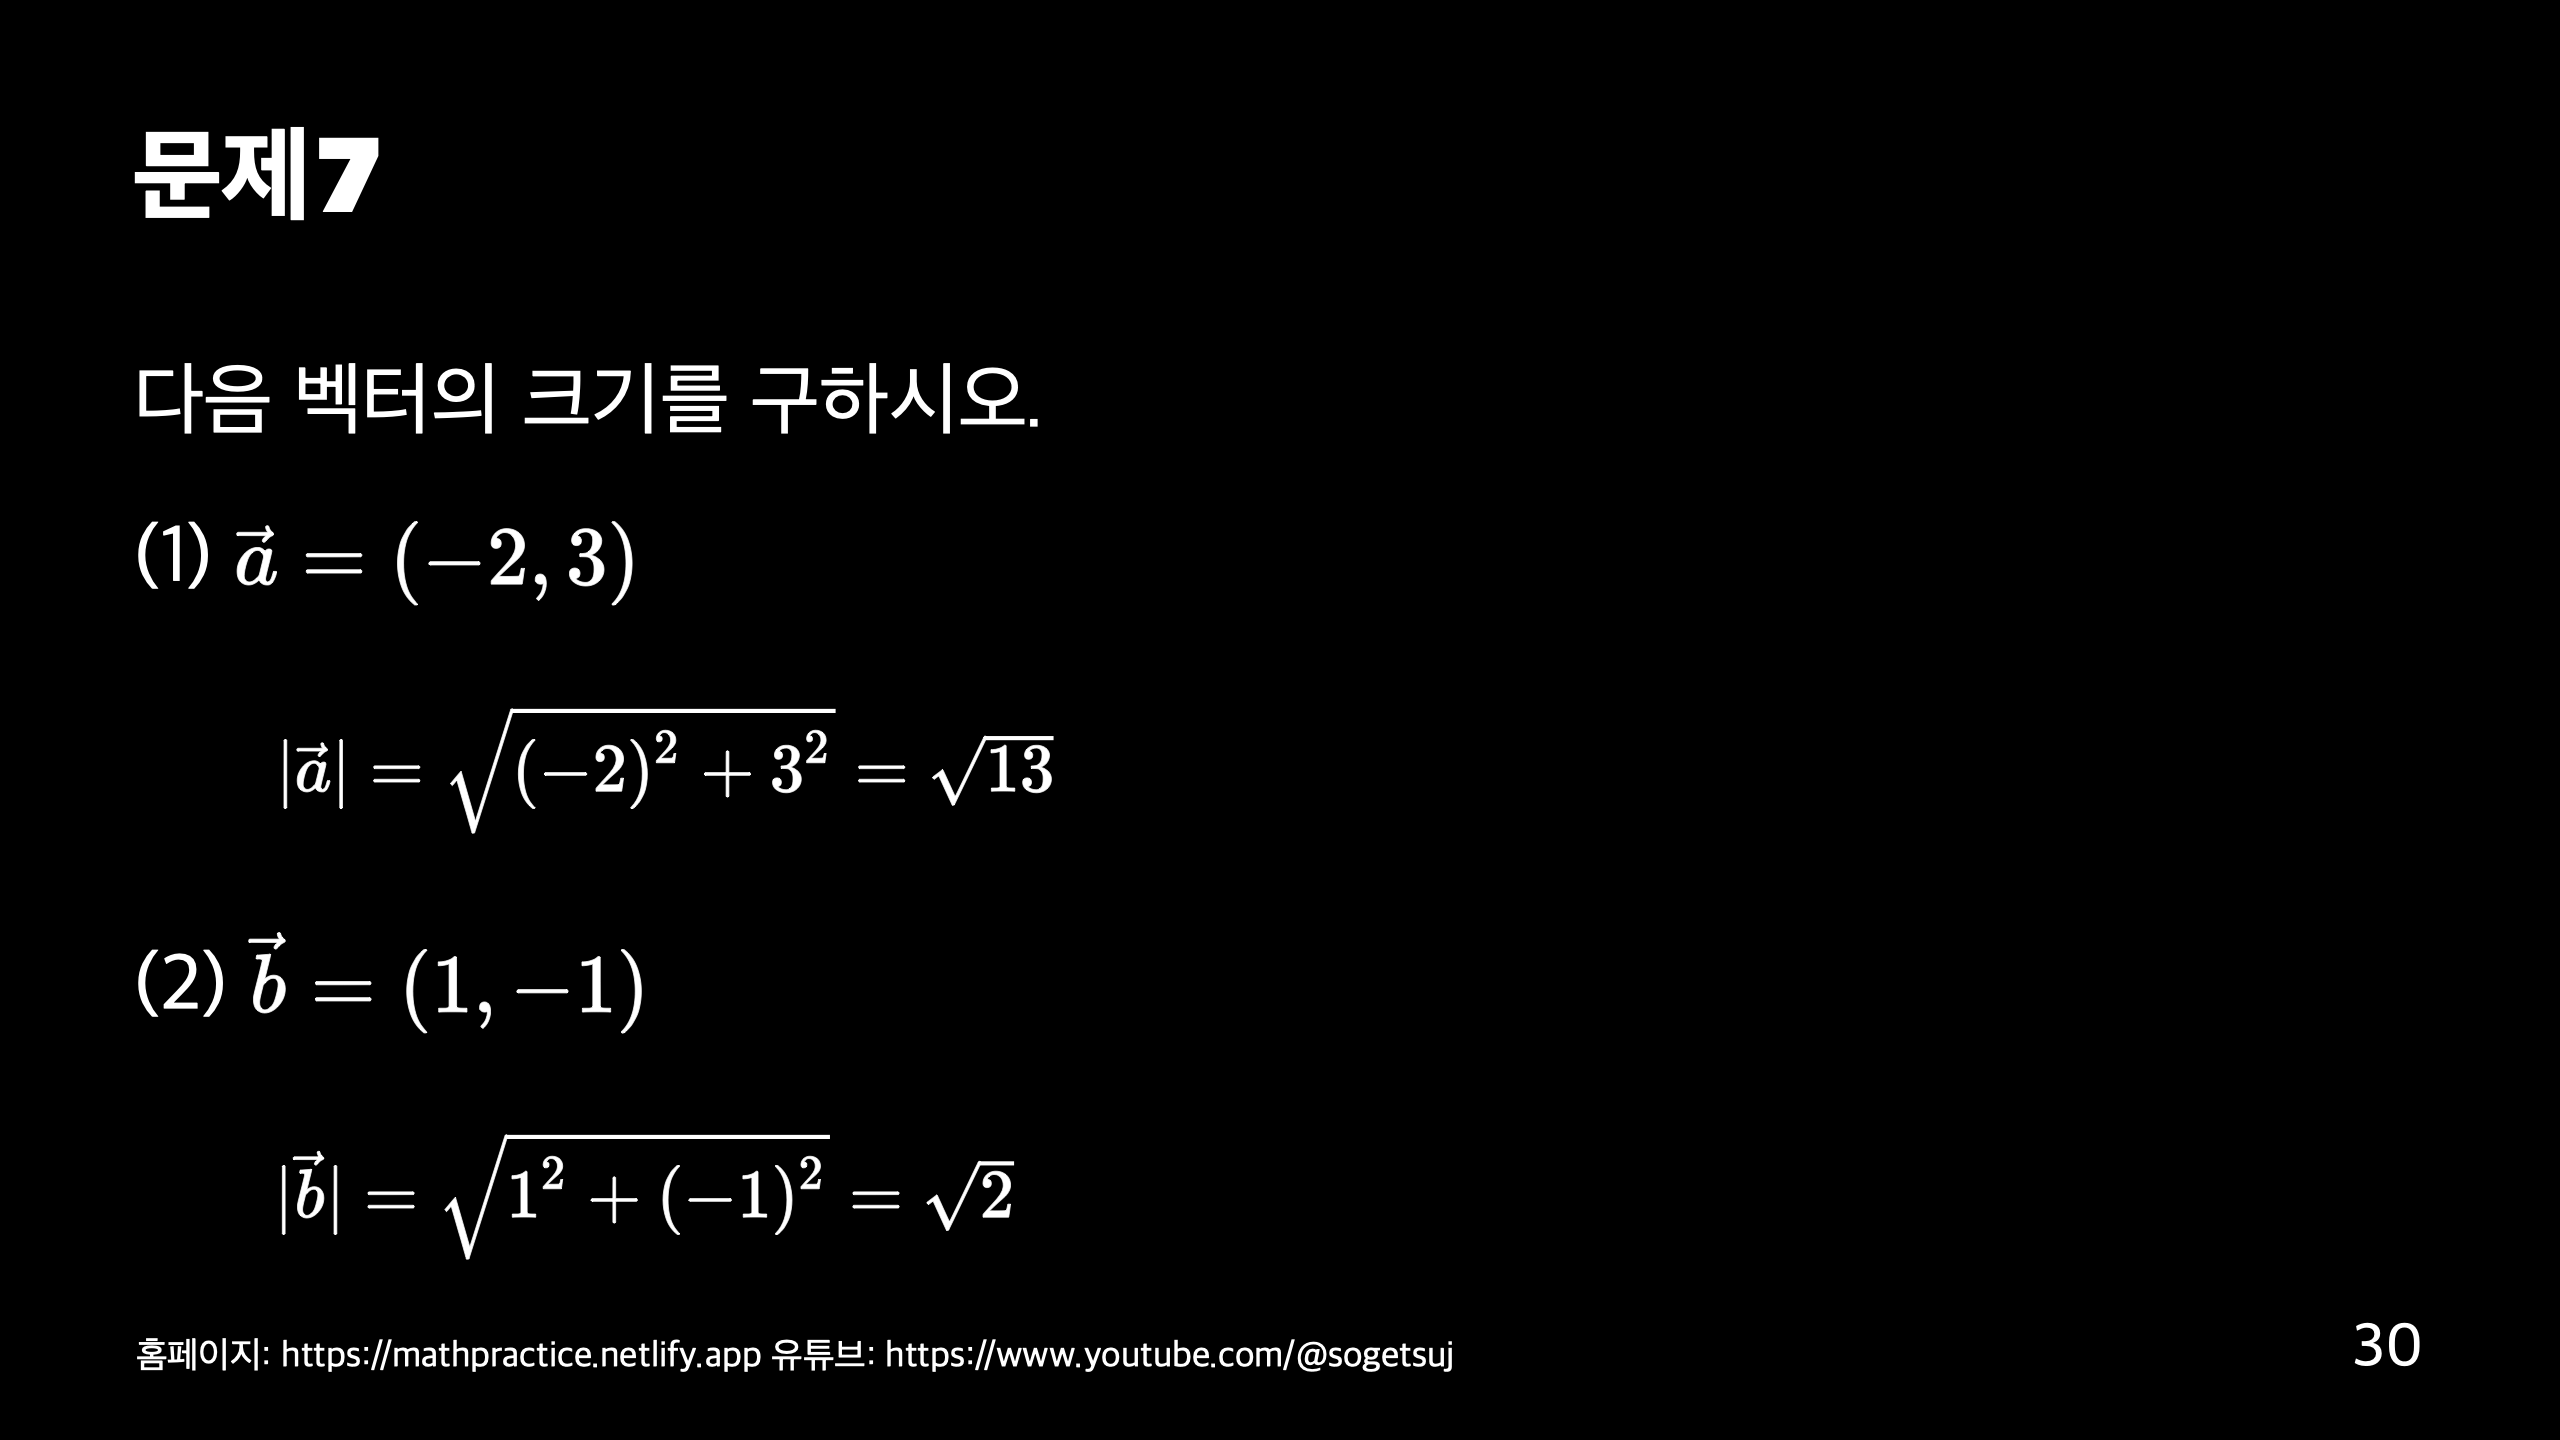 문제7
다음 벡터의 크기를 구하시오.
(1) $\vec{a} = (-2, 3)$
$|\vec{a}| = \sqrt{(-2)^2 + 3^2} = \sqrt{13}$
(2) $\vec{b} = (1, -1)$
$|\vec{b}| = \sqrt{1^2 + (-1)^2} = \sqrt{2}$
홈페이지: https://mathpractice.netlify.app 유튜브: https://www.youtube.com/@sogetsuj
30